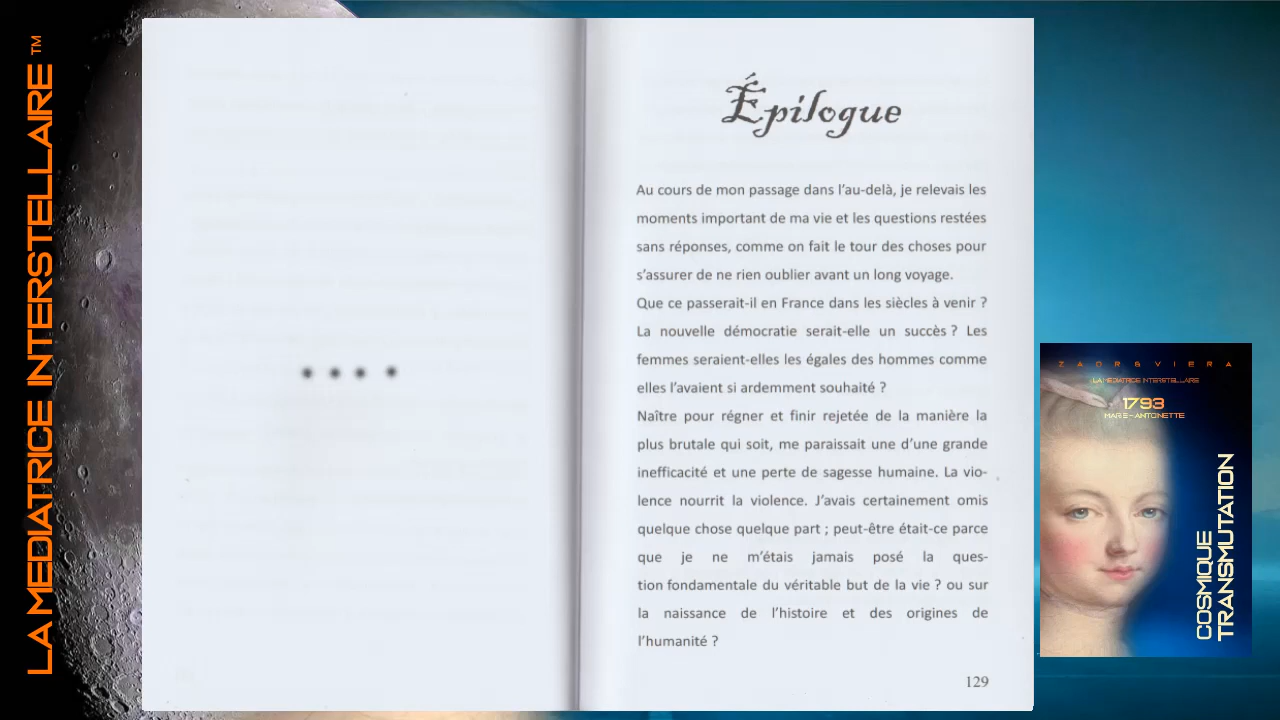 LA MEDIATRICE INTERSTELLAIRE™
• • • •
Épilogue
Au cours de mon passage dans l’au-delà, je relevais les
moments important de ma vie et les questions restées
sans réponses, comme on fait le tour des choses pour
s’assurer de ne rien oublier avant un long voyage.
Que ce passerait-il en France dans les siècles à venir ?
La nouvelle démocratie serait-elle un succès ? Les
femmes seraient-elles les égales des hommes comme
elles l’avaient si ardemment souhaité ?
Naître pour régner et finir rejetée de la manière la
plus brutale qui soit, me paraissait une d’une grande
inefficacité et une perte de sagesse humaine. La vio-
lence nourrit la violence. J’avais certainement omis
quelque chose quelque part ; peut-être était-ce parce
que je ne m’étais jamais posé la ques-
tion fondamentale du véritable but de la vie ? ou sur
la naissance de l’histoire et des origines de
l’humanité ?
129
LA MEDIATRICE INTERSTELLAIRE
1793
MARIE-ANTOINETTE
COSMIQUE
TRANSMUTATION